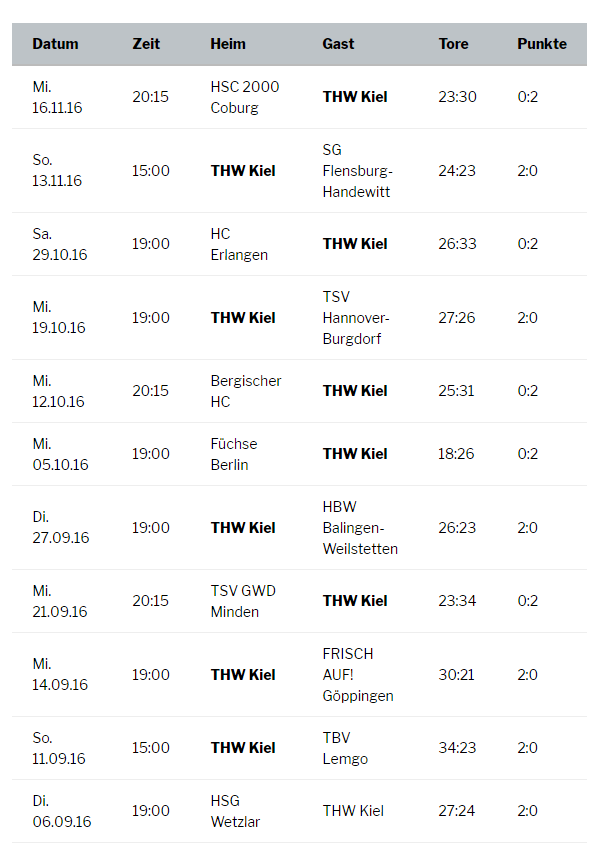 Datum Zeit Heim Gast Tore Punkte
Mi.
16.11.16
20:15
HSC 2000
Coburg
THW Kiel
23:30
0:2
So.
13.11.16
15:00
THW Kiel
SG
Flensburg-
Handewitt
24:23
2:0
Sa.
29.10.16
19:00
HC
Erlangen
THW Kiel
26:33
0:2
Mi.
19.10.16
19:00
THW Kiel
TSV
Hannover-
Burgdorf
27:26
2:0
Mi.
12.10.16
20:15
Bergischer
HC
THW Kiel
25:31
0:2
Mi.
05.10.16
19:00
Füchse
Berlin
THW Kiel
18:26
0:2
Di.
27.09.16
19:00
THW Kiel
HBW
Balingen-
Weilstetten
26:23
2:0
Mi.
21.09.16
20:15
TSV GWD
Minden
THW Kiel
23:34
0:2
Mi.
14.09.16
19:00
THW Kiel
FRISCH
AUF!
Göppingen
30:21
2:0
So.
11.09.16
15:00
THW Kiel
TBV
Lemgo
34:23
2:0
Di.
06.09.16
19:00
HSG
Wetzlar
THW Kiel
27:24
2:0